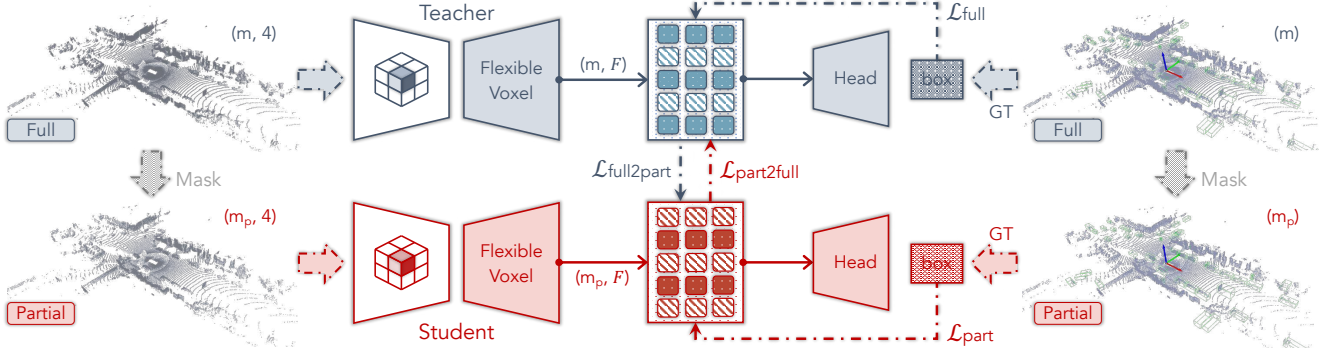 Teacher
(m, 4)
Full
Flexible
Voxel
(m, F)
Head
ℒfull
box
GT
(m)
Full
Mask
ℒfull2part
ℒpart2full
Mask
(mₚ, 4)
Partial
Flexible
Voxel
(mₚ, F)
Student
Head
box
ℒpart
GT
(mₚ)
Partial